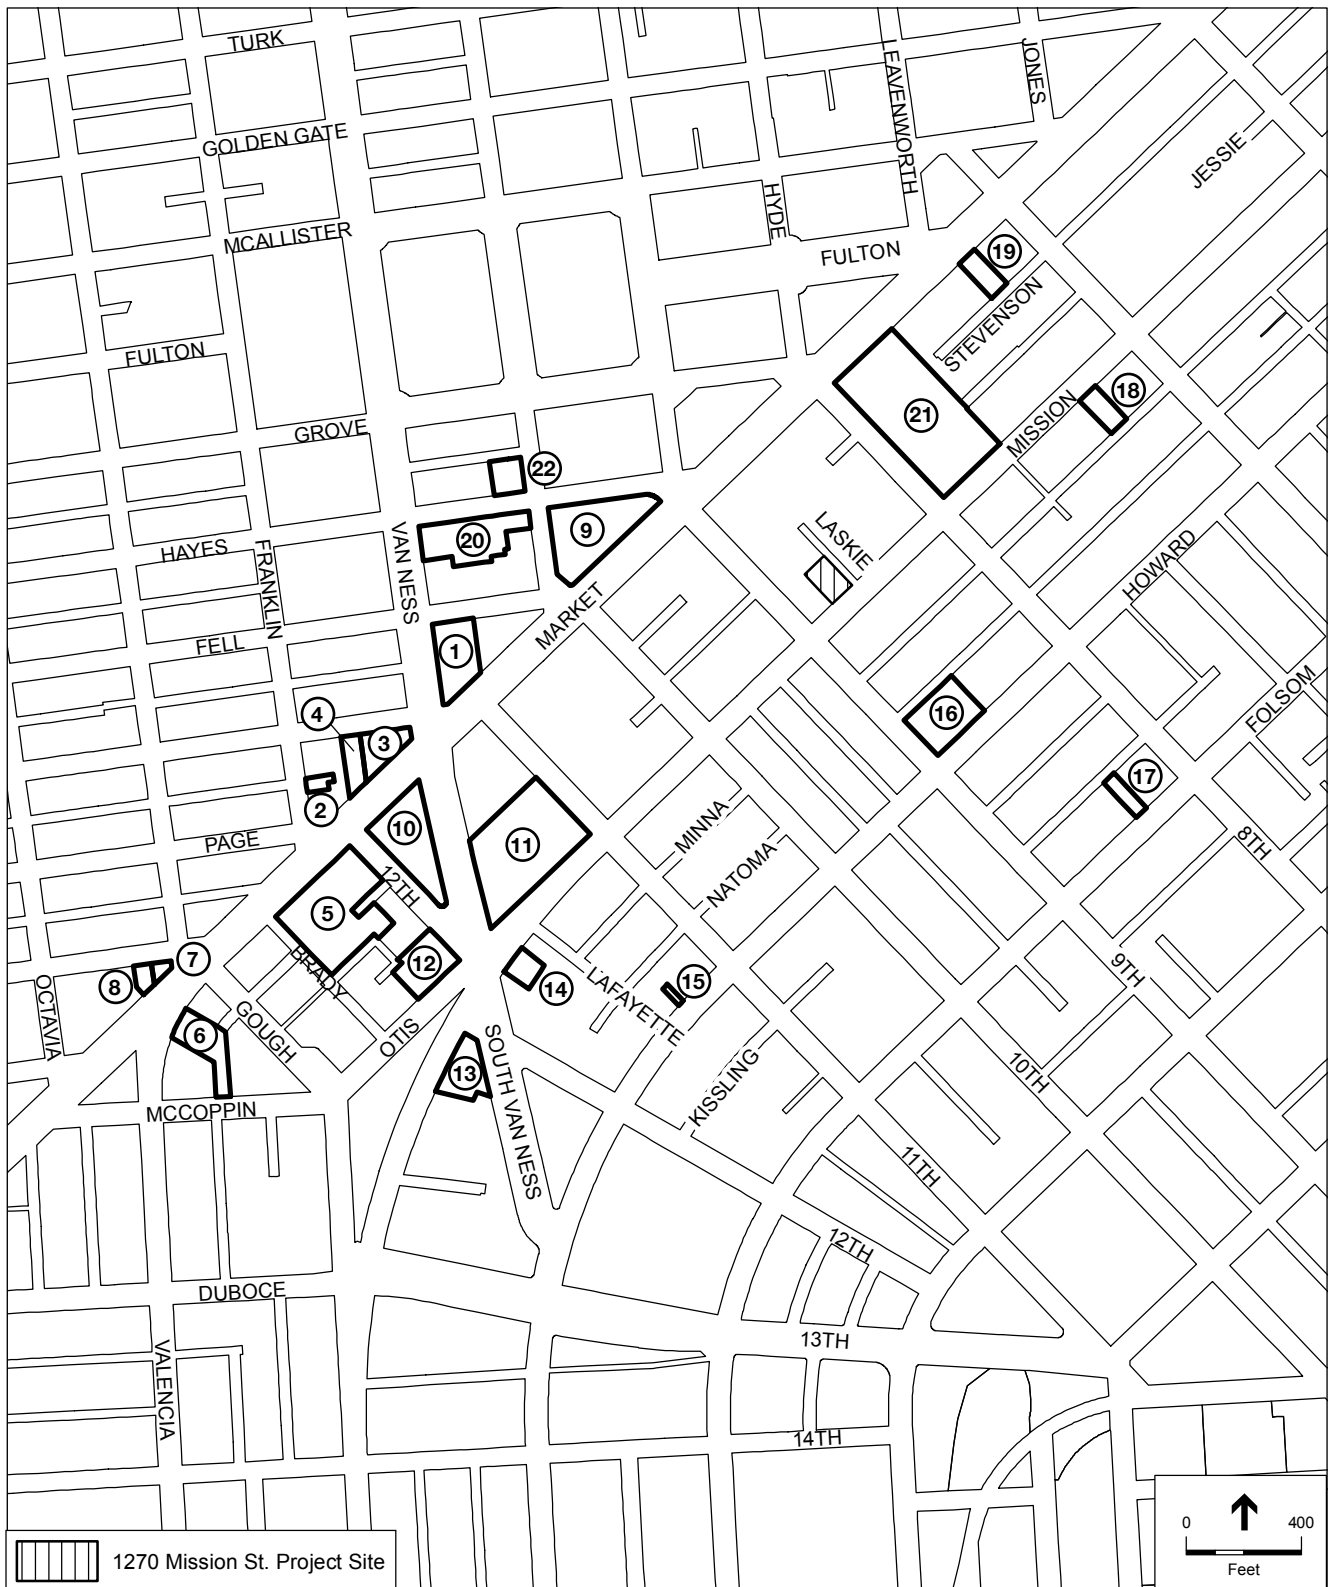 TURK
LEAVENWORTH
JONES
GOLDEN GATE
JESSIE
HYDE
MCALLISTER
FULTON
19
STEVENSON
FULTON
18
MISSION
21
GROVE
22
20
9
VAN NESS
LASKIE
HAYES
FRANKLIN
HOWARD
MARKET
FELL
1
4
3
16
FOLSOM
2
17
10
11
MINNA
PAGE
8TH
NATOMA
12TH
5
BRADY
12
7
8
14
15
LAFAYETTE
9TH
OCTAVIA
6
GOUGH
OTIS
SOUTH VAN NESS
13
KISSLING
10TH
MCCOPPIN
11TH
12TH
DUBOCE
13TH
VALENCIA
14TH
0 400
Feet
1270 Mission St. Project Site